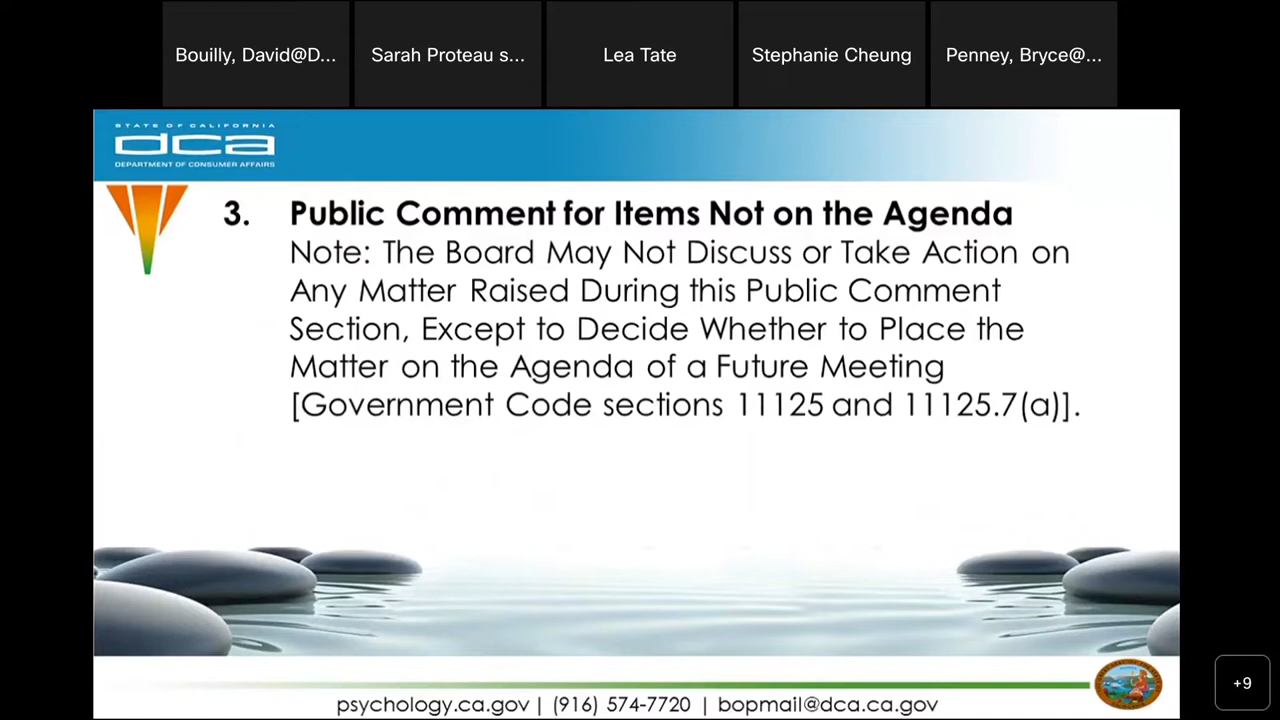 Bouilly, David@D...
Sarah Proteau s...
Lea Tate
Stephanie Cheung
Penney, Bryce@...
STATE OF CALIFORNIA
dca
DEPARTMENT OF CONSUMER AFFAIRS
3. Public Comment for Items Not on the Agenda
Note: The Board May Not Discuss or Take Action on
Any Matter Raised During this Public Comment
Section, Except to Decide Whether to Place the
Matter on the Agenda of a Future Meeting
[Government Code sections 11125 and 11125.7(a)].
psychology.ca.gov | (916) 574-7720 | bopmail@dca.ca.gov
+9